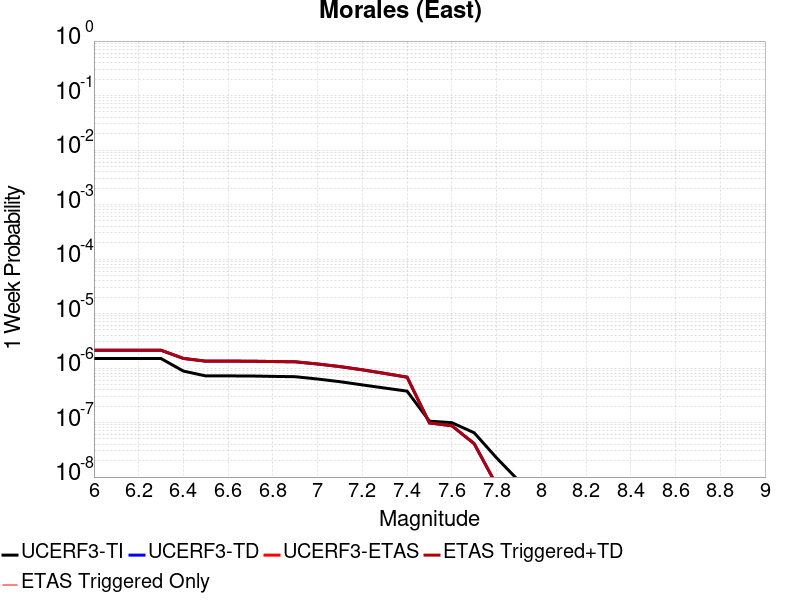 Morales (East)
10^0
10^-1
10^-2
10^-3
10^-4
10^-5
10^-6
10^-7
10^-8
1 Week Probability
6 6.2 6.4 6.6 6.8 7 7.2 7.4 7.6 7.8 8 8.2 8.4 8.6 8.8 9
Magnitude
UCERF3-TI UCERF3-TD UCERF3-ETAS ETAS Triggered+TD
ETAS Triggered Only